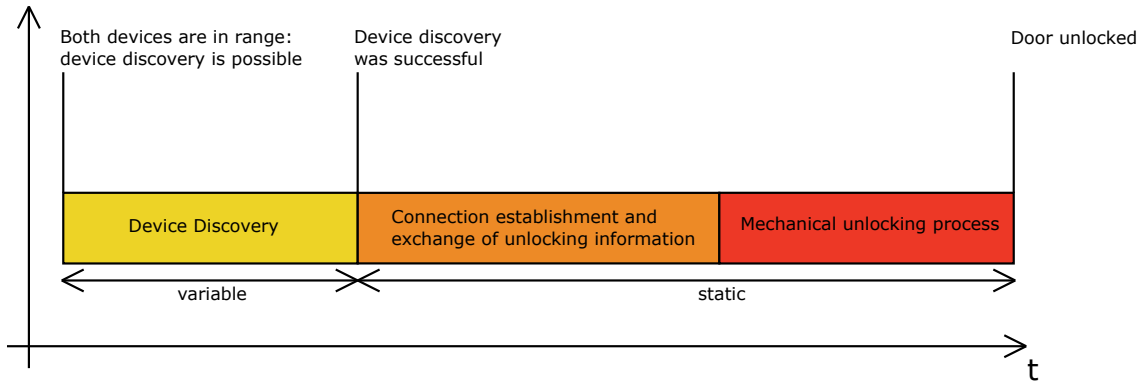 Both devices are in range:
device discovery is possible
Device discovery
was successful
Door unlocked
Device Discovery
Connection establishment and
exchange of unlocking information
Mechanical unlocking process
variable
static
t